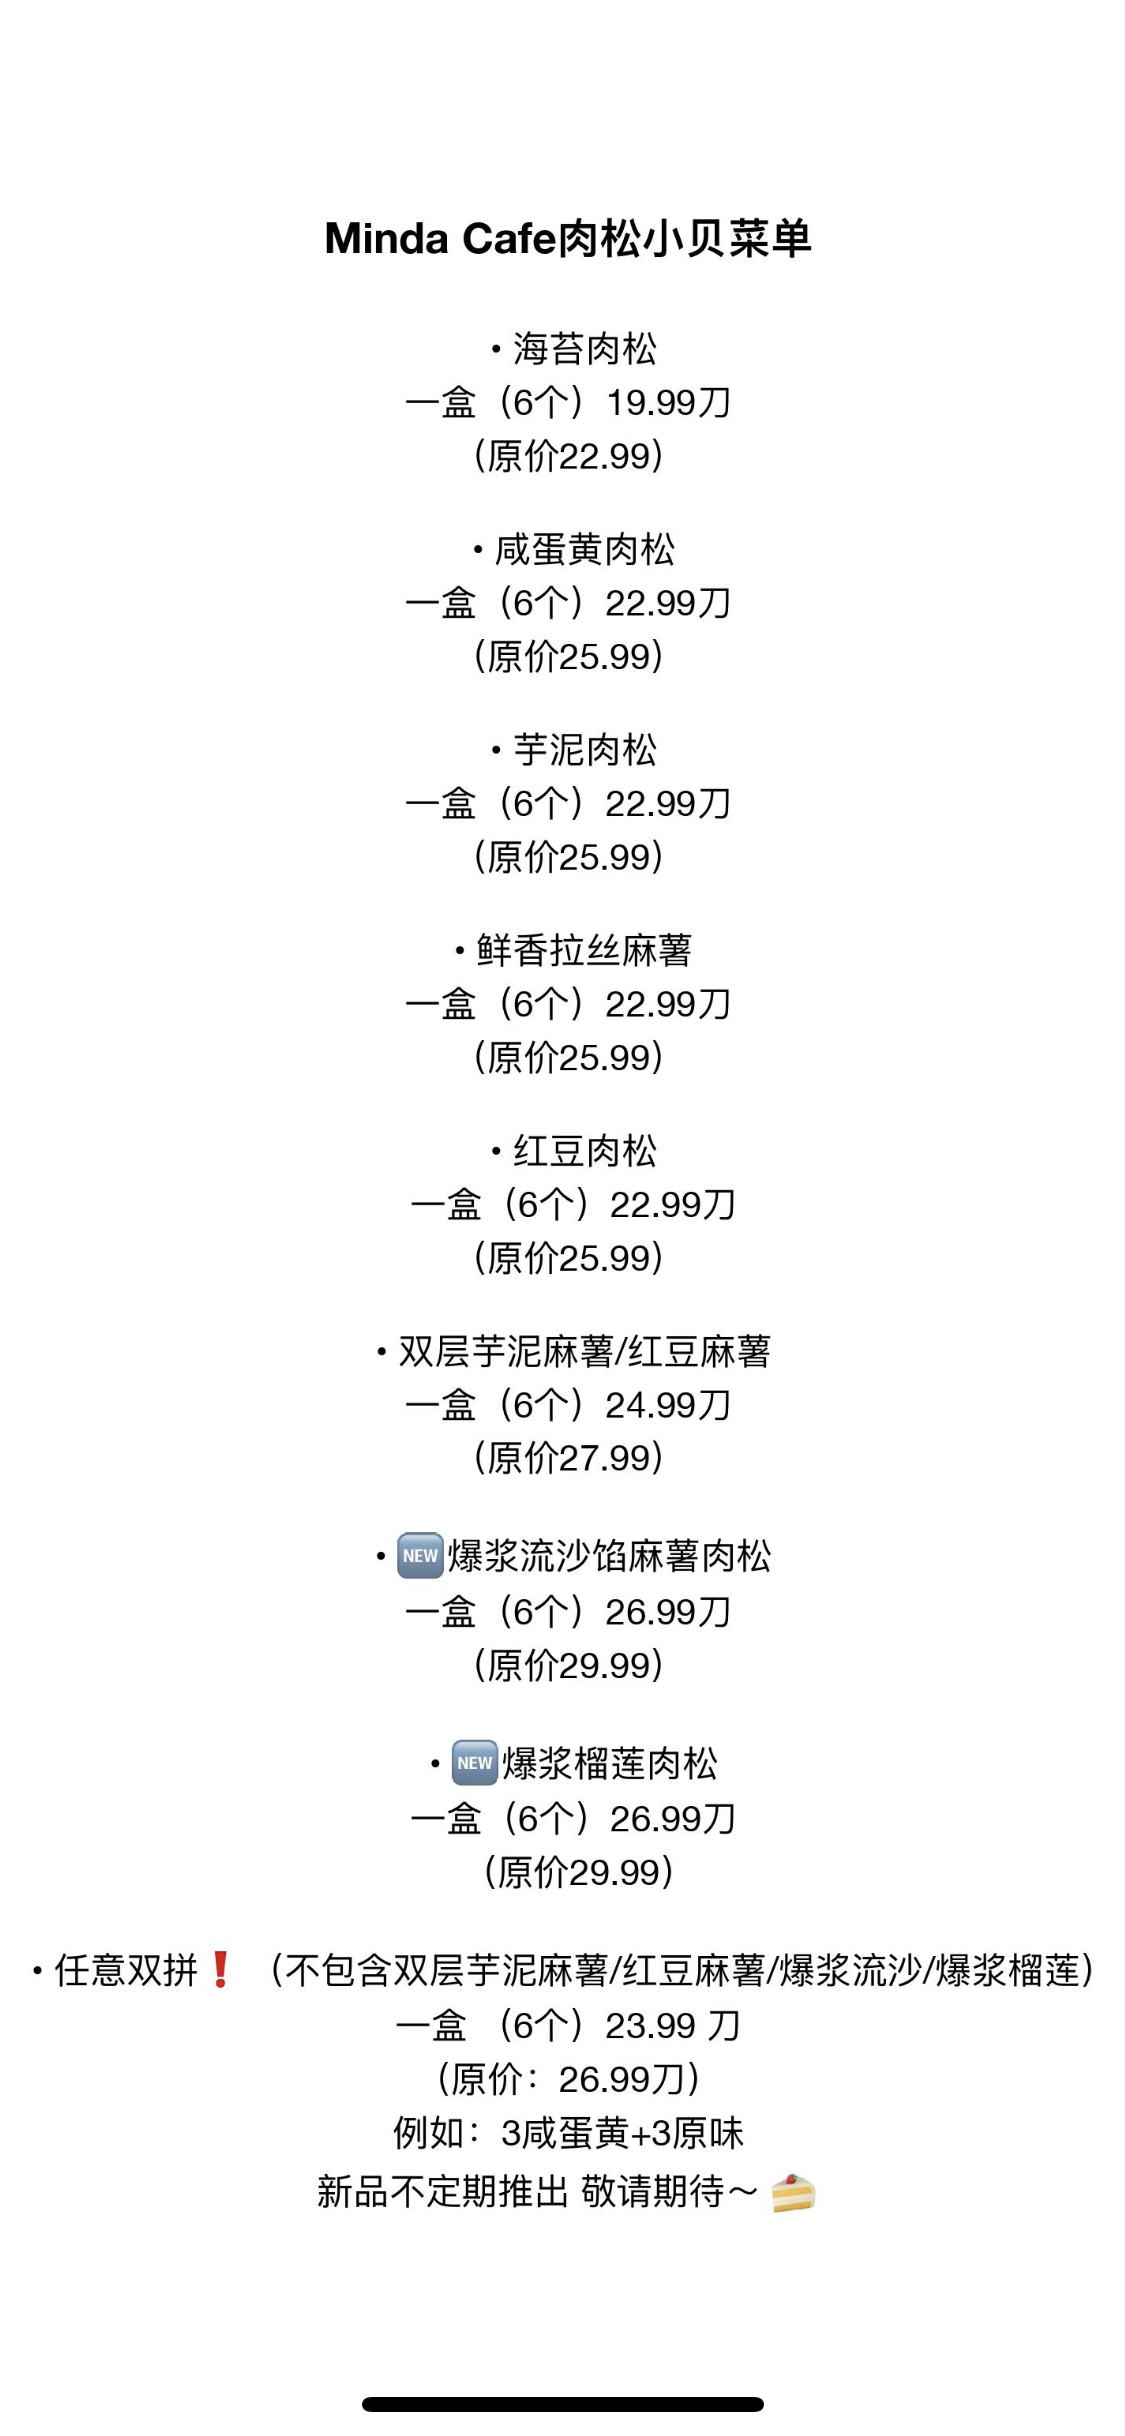 Minda Cafe肉松小贝菜单
• 海苔肉松
一盒（6个）19.99刀
（原价22.99）
• 咸蛋黄肉松
一盒（6个）22.99刀
（原价25.99）
• 芋泥肉松
一盒（6个）22.99刀
（原价25.99）
• 鲜香拉丝麻薯
一盒（6个）22.99刀
（原价25.99）
• 红豆肉松
一盒（6个）22.99刀
（原价25.99）
• 双层芋泥麻薯/红豆麻薯
一盒（6个）24.99刀
（原价27.99）
• 🆕爆浆流沙馅麻薯肉松
一盒（6个）26.99刀
（原价29.99）
• 🆕爆浆榴莲肉松
一盒（6个）26.99刀
（原价29.99）
• 任意双拼❗️（不包含双层芋泥麻薯/红豆麻薯/爆浆流沙/爆浆榴莲）
一盒 （6个）23.99 刀
（原价：26.99刀）
例如：3咸蛋黄+3原味
新品不定期推出 敬请期待～ 🍰